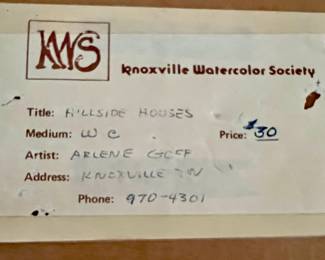 KWS
Knoxville Watercolor Society
Title: HILLSIDE HOUSES
Medium: WC Price: $30
Artist: ARLENE GOFF
Address: KNOXVILLE TN
Phone: 970-4301